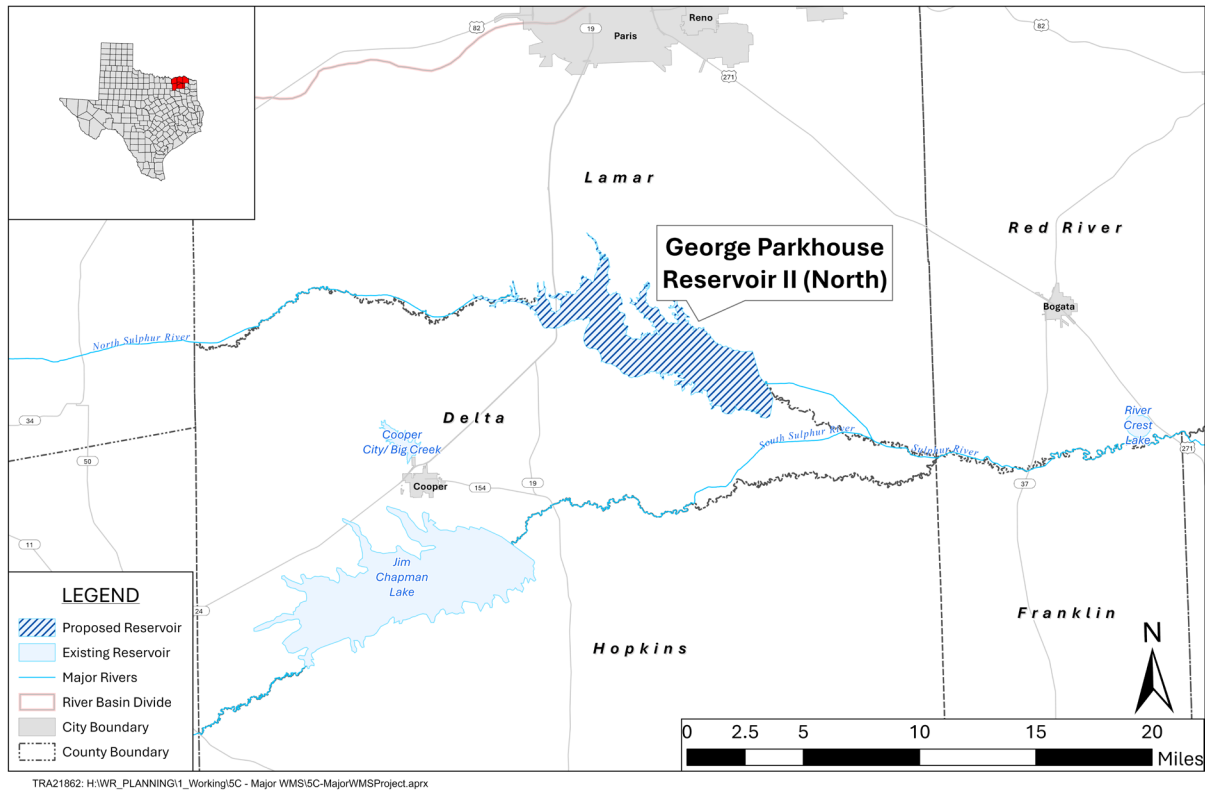 82
19
Reno
Paris
82
271
Lamar
Red River
George Parkhouse
Reservoir II (North)
Bogata
North Sulphur River
34
Delta
River
Crest
Lake
Cooper
City/ Big Creek
South Sulphur River
Sulphur River
271
50
Cooper
154
19
37
11
Jim
Chapman
Lake
24
Hopkins
Franklin
LEGEND
Proposed Reservoir
Existing Reservoir
Major Rivers
River Basin Divide
City Boundary
County Boundary
N
0 2.5 5 10 15 20
Miles
TRA21862: H:\WR_PLANNING\1_Working\5C - Major WMS\5C-MajorWMSProject.aprx